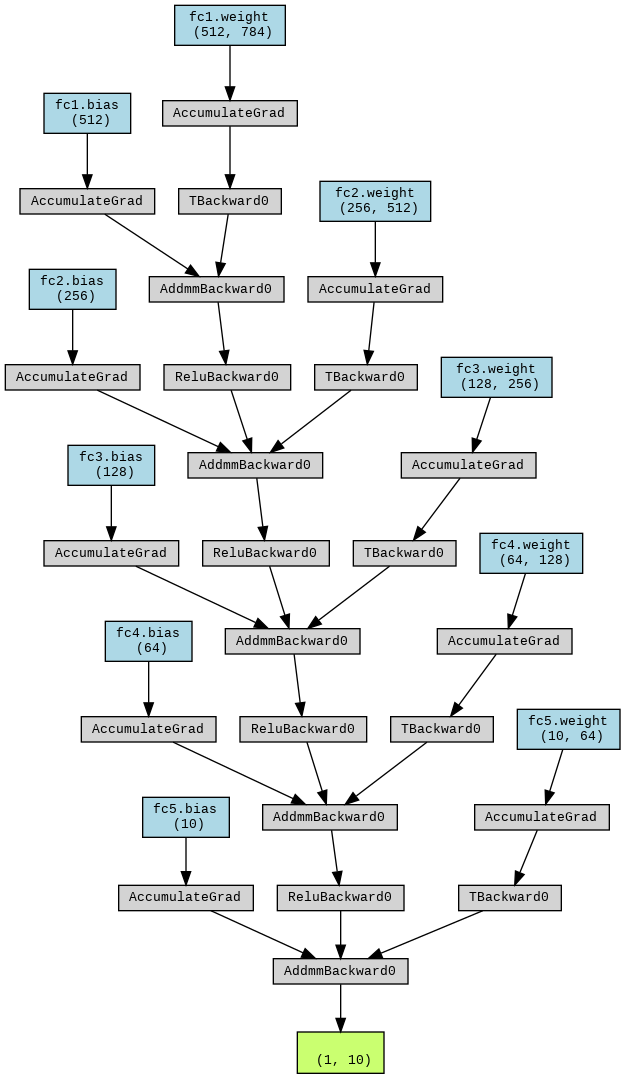 fc1.weight
(512, 784)
fc1.bias
(512)
AccumulateGrad
AccumulateGrad
TBackward0
fc2.weight
(256, 512)
fc2.bias
(256)
AddmmBackward0
AccumulateGrad
AccumulateGrad
ReluBackward0
TBackward0
fc3.weight
(128, 256)
fc3.bias
(128)
AddmmBackward0
AccumulateGrad
AccumulateGrad
ReluBackward0
TBackward0
fc4.weight
(64, 128)
fc4.bias
(64)
AddmmBackward0
AccumulateGrad
AccumulateGrad
ReluBackward0
TBackward0
fc5.weight
(10, 64)
fc5.bias
(10)
AddmmBackward0
AccumulateGrad
AccumulateGrad
ReluBackward0
TBackward0
AddmmBackward0
(1, 10)